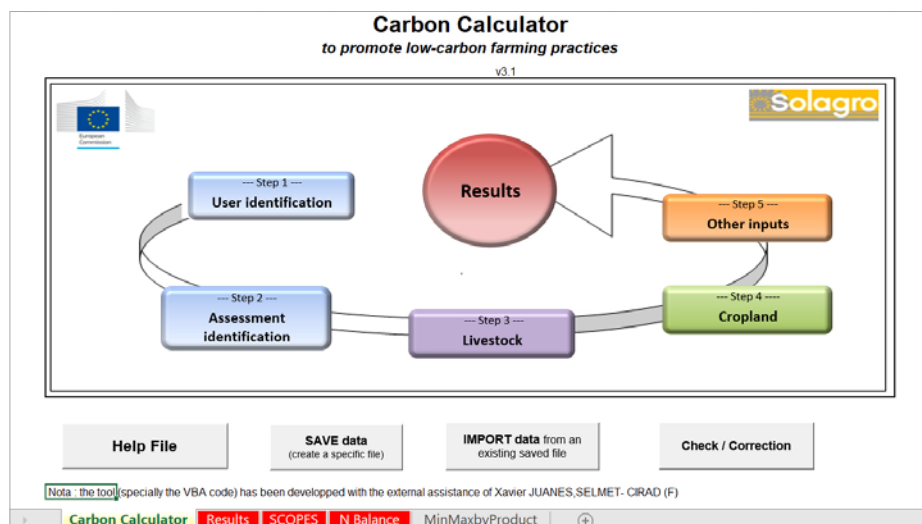 Carbon Calculator
to promote low-carbon farming practices
v3.1
European
Commission
Solagro
--- Step 1 ---
User identification
Results
--- Step 5 ---
Other inputs
--- Step 2 ---
Assessment
identification
--- Step 3 ---
Livestock
--- Step 4 ----
Cropland
Help File
SAVE data
(create a specific file)
IMPORT data from an
existing saved file
Check / Correction
Nota : the tool (specially the VBA code) has been developped with the external assistance of Xavier JUANES,SELMET- CIRAD (F)
Carbon Calculator Results SCOPES N Balance MinMaxbyProduct